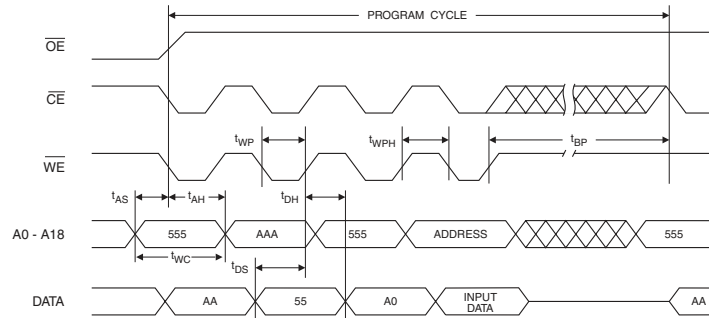 PROGRAM CYCLE
OE
CE
tWP
tWPH
tBP
WE
tAS
tAH
tDH
A0 - A18
555
AAA
555
ADDRESS
555
tWC
tDS
DATA
AA
55
A0
INPUT
DATA
AA